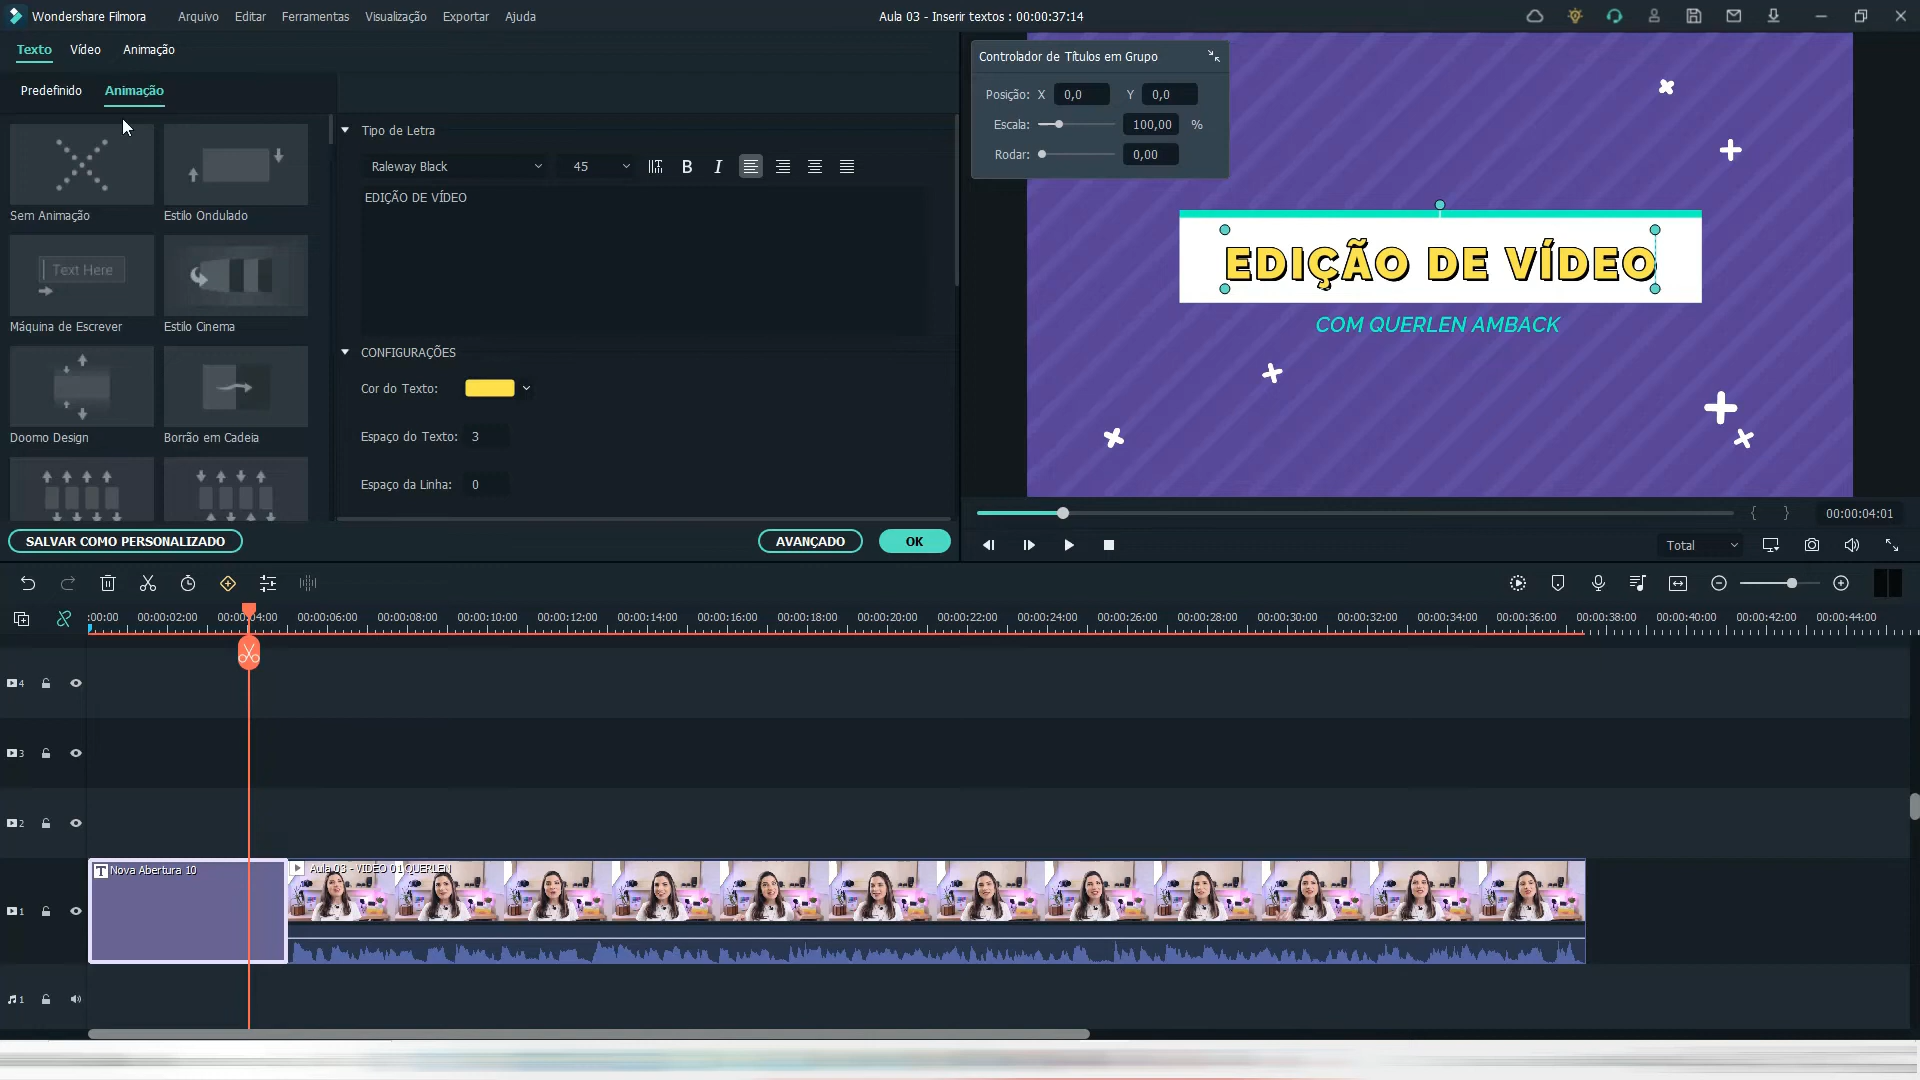 Wondershare Filmora Arquivo Editar Ferramentas Visualização Exportar Ajuda Aula 03 - Inserir textos : 00:00:37:14
Texto Vídeo Animação
Predefinido Animação
Sem Animação Estilo Ondulado
Text Here
Máquina de Escrever Estilo Cinema
Doomo Design Borrão em Cadeia
Tipo de Letra
Raleway Black 45 B I
EDIÇÃO DE VÍDEO
CONFIGURAÇÕES
Cor do Texto:
Espaço do Texto: 3
Espaço da Linha: 0
SALVAR COMO PERSONALIZADO AVANÇADO OK
Controlador de Títulos em Grupo
Posição: X 0,0 Y 0,0
Escala: 100,00 %
Rodar: 0,00
EDIÇÃO DE VÍDEO
COM QUERLEN AMBACK
{ } 00:00:04:01
Total
:00:00 00:00:02:00 00:00:04:00 00:00:06:00 00:00:08:00 00:00:10:00 00:00:12:00 00:00:14:00 00:00:16:00 00:00:18:00 00:00:20:00 00:00:22:00 00:00:24:00 00:00:26:00 00:00:28:00 00:00:30:00 00:00:32:00 00:00:34:00 00:00:36:00 00:00:38:00 00:00:40:00 00:00:42:00 00:00:44:00
4
3
2
T Nova Abertura 10 Aula 03 - VIDEO 01 QUERLEN
1
1